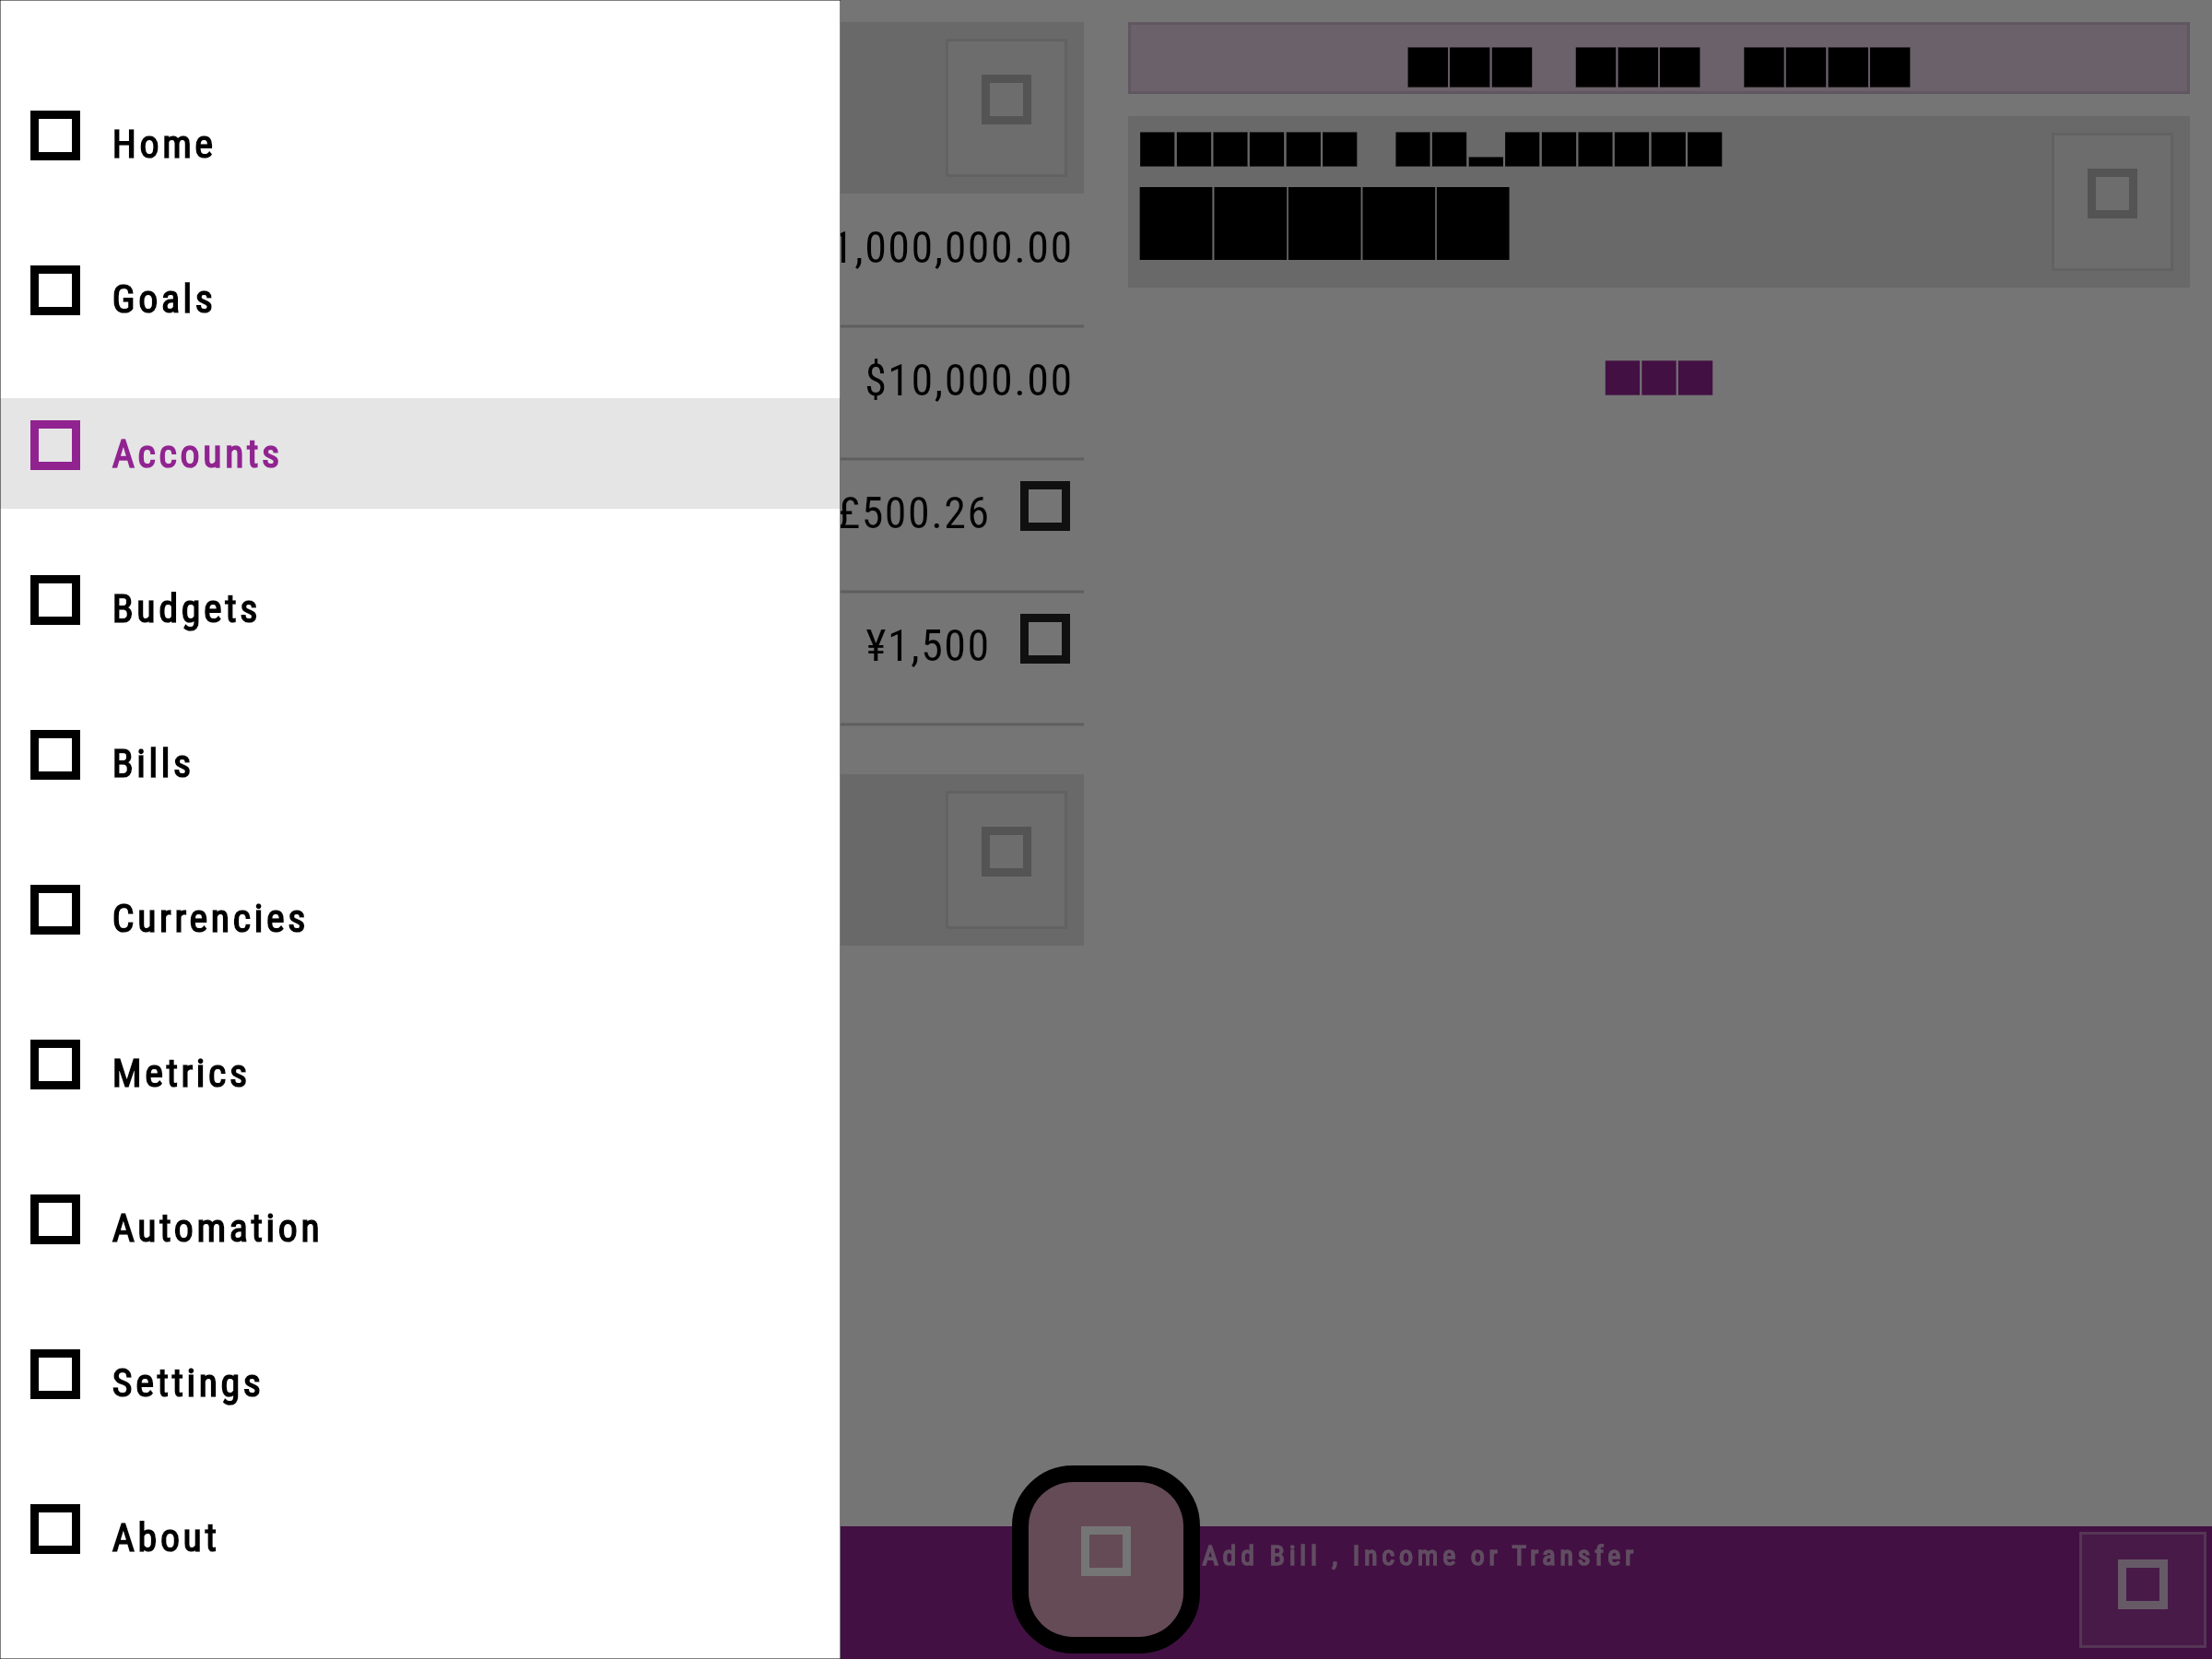 Home
Goals
Accounts
Budgets
Bills
Currencies
Metrics
Automation
Settings
About
1,000,000.00
$10,000.00
£500.26
¥1,500
Add Bill , Income or Transfer